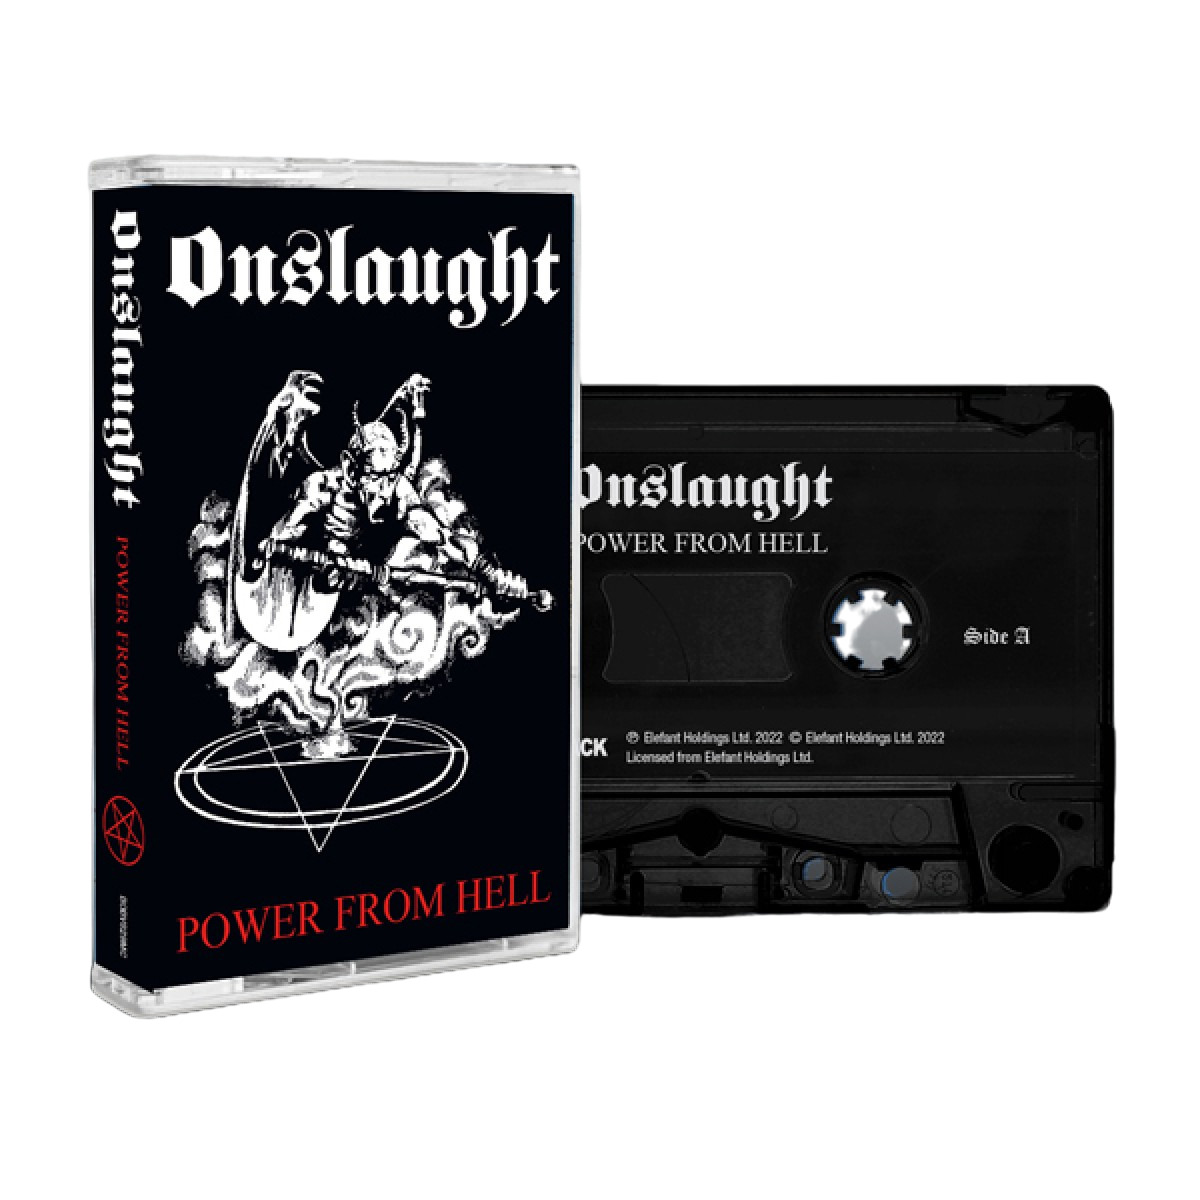 Onslaught
POWER FROM HELL
Onslaught
POWER FROM HELL
Onslaught
POWER FROM HELL
Side A
CK
℗ Elefant Holdings Ltd. 2022 © Elefant Holdings Ltd. 2022
Licensed from Elefant Holdings Ltd.